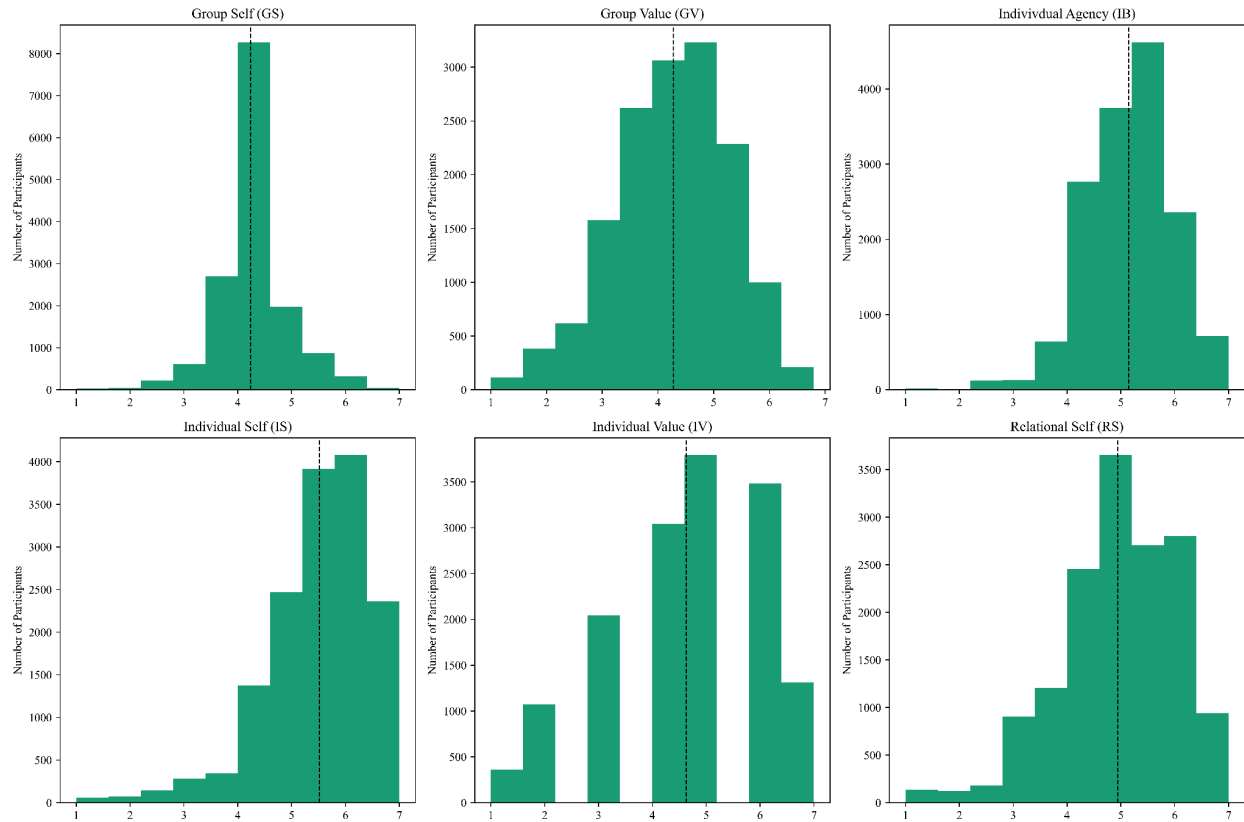 Group Self (GS)
Group Value (GV)
Indivivdual Agency (IB)
Number of Participants
8000
7000
6000
5000
4000
3000
2000
1000
0
1 2 3 4 5 6 7
Number of Participants
3000
2500
2000
1500
1000
500
0
1 2 3 4 5 6 7
Number of Participants
4000
3000
2000
1000
0
1 2 3 4 5 6 7
Individual Self (IS)
Individual Value (IV)
Relational Self (RS)
Number of Participants
4000
3500
3000
2500
2000
1500
1000
500
0
1 2 3 4 5 6 7
Number of Participants
3500
3000
2500
2000
1500
1000
500
0
1 2 3 4 5 6 7
Number of Participants
3500
3000
2500
2000
1500
1000
500
0
1 2 3 4 5 6 7